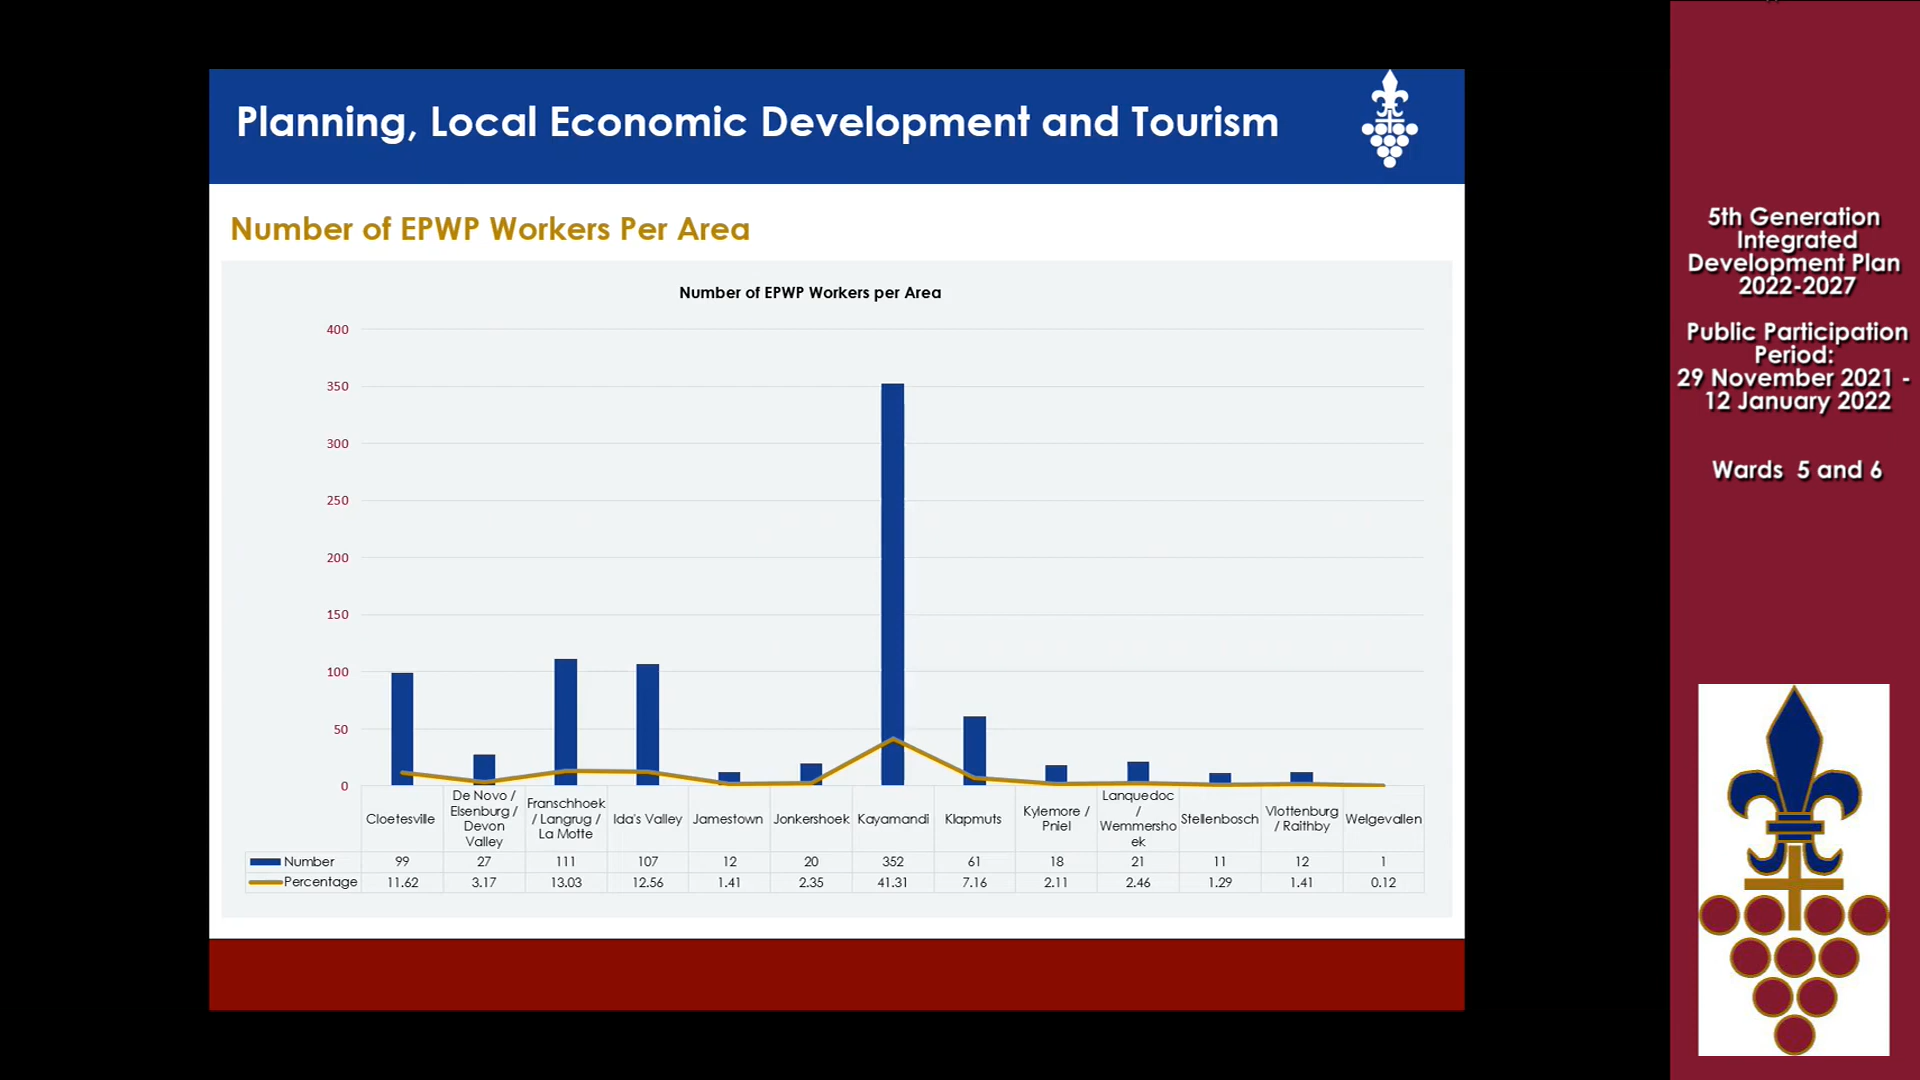 Planning, Local Economic Development and Tourism
Number of EPWP Workers Per Area
Number of EPWP Workers per Area
400
350
300
250
200
150
100
50
0
Cloetesville
De Novo /
Elsenburg /
Devon
Valley
Franschhoek
/ Langrug /
La Motte
Ida's Valley
Jamestown
Jonkershoek
Kayamandi
Klapmuts
Kylemore /
Pniel
Lanquedoc
/
Wemmersho
ek
Stellenbosch
Vlottenburg
/ Raithby
Welgevallen
Number 99 27 111 107 12 20 352 61 18 21 11 12 1
Percentage 11.62 3.17 13.03 12.56 1.41 2.35 41.31 7.16 2.11 2.46 1.29 1.41 0.12
5th Generation
Integrated
Development Plan
2022-2027
Public Participation
Period:
29 November 2021 -
12 January 2022
Wards 5 and 6